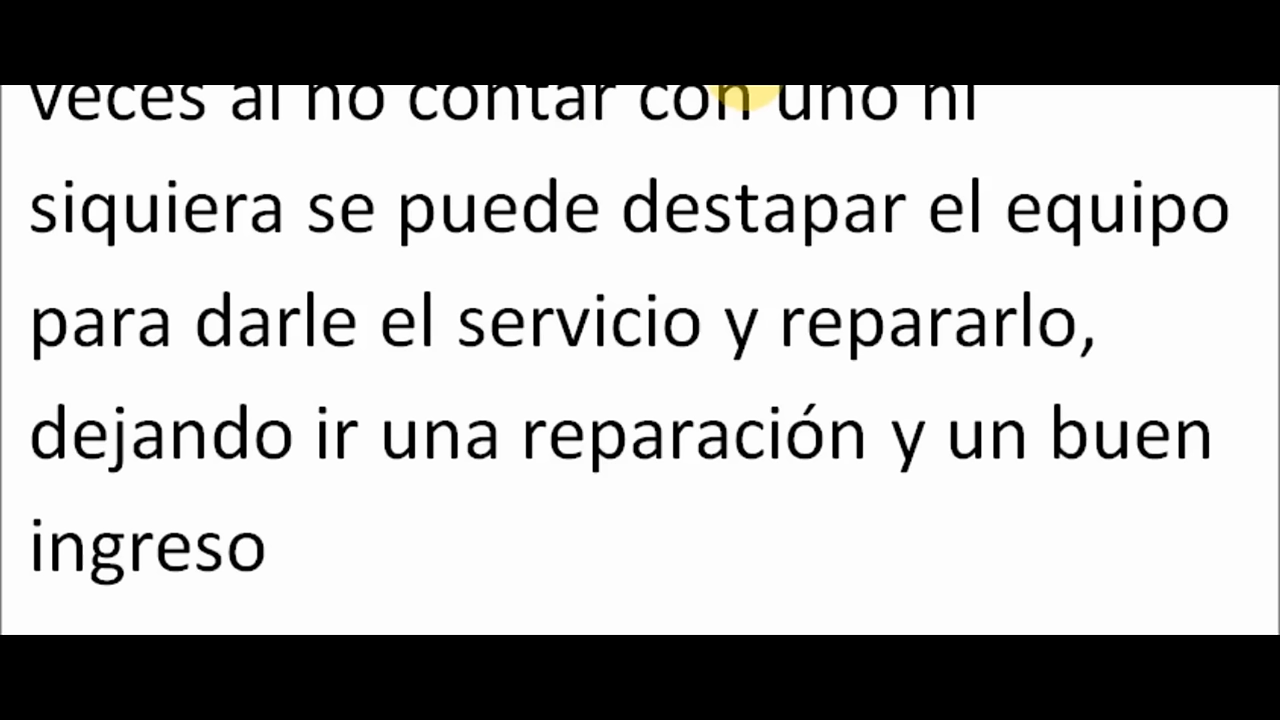 veces al no contar con uno ni
siquiera se puede destapar el equipo
para darle el servicio y repararlo,
dejando ir una reparación y un buen
ingreso